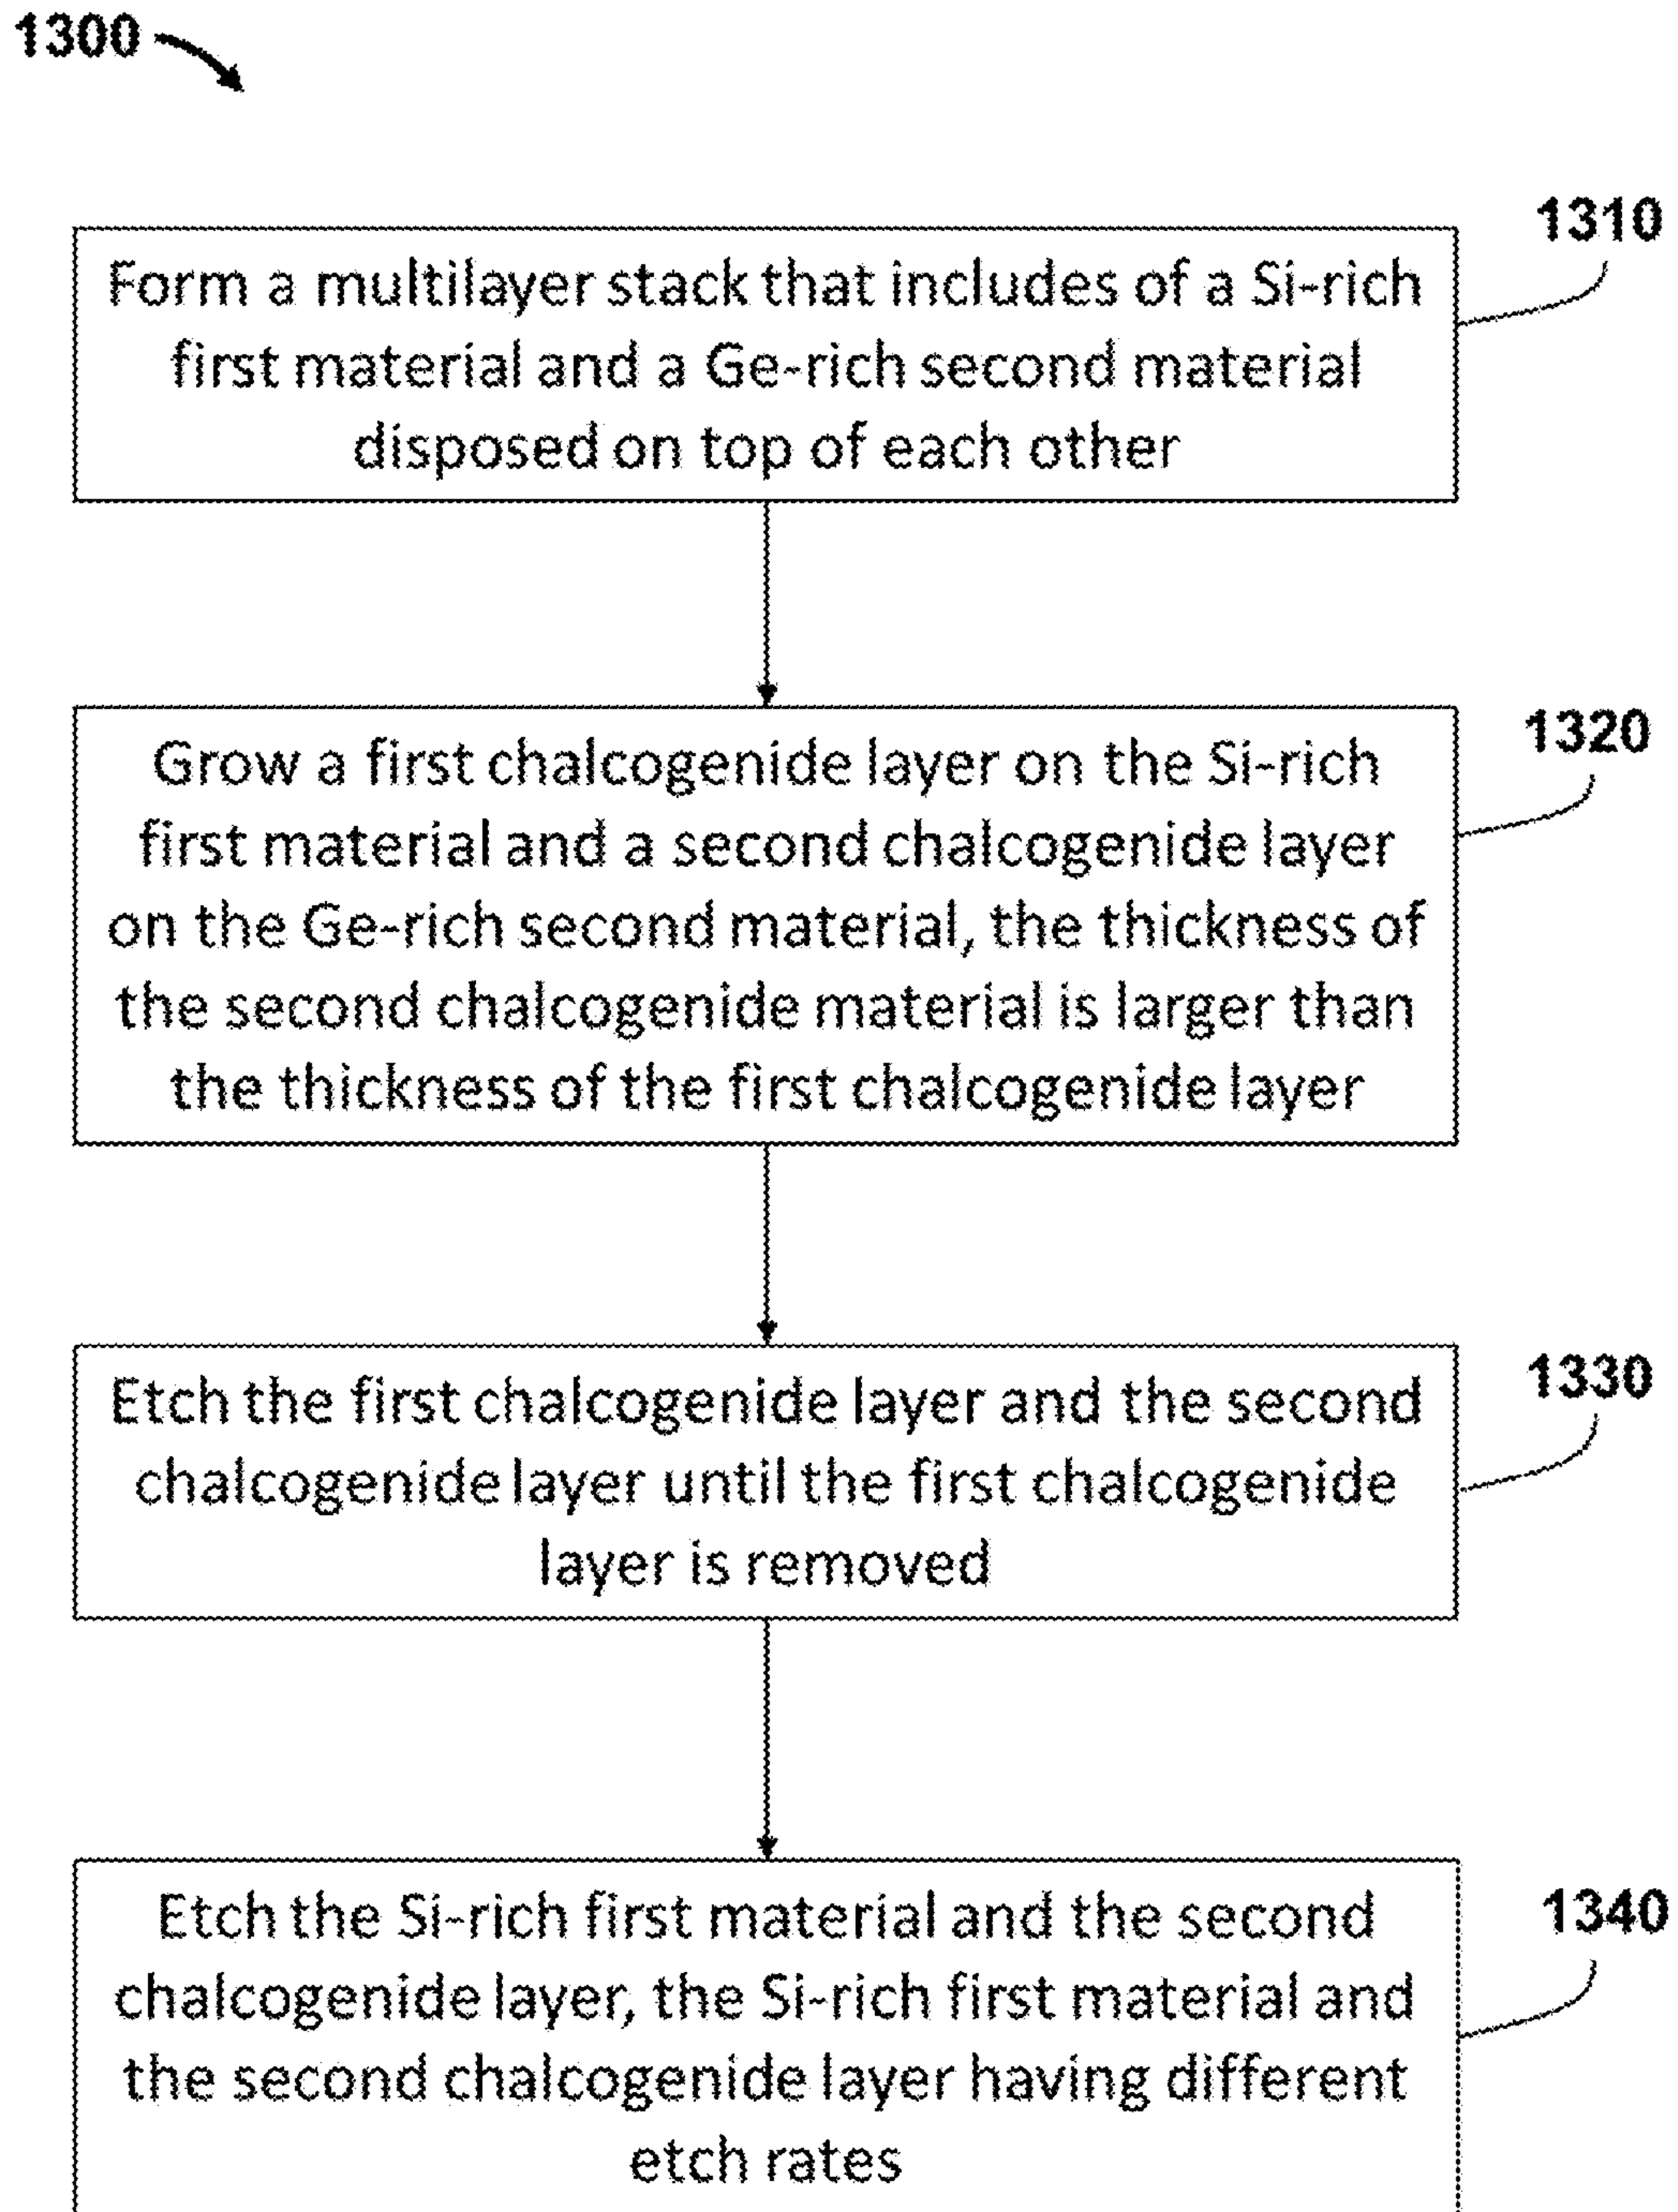 1300
1310
Form a multilayer stack that includes of a Si-rich
first material and a Ge-rich second material
disposed on top of each other
1320
Grow a first chalcogenide layer on the Si-rich
first material and a second chalcogenide layer
on the Ge-rich second material, the thickness of
the second chalcogenide material is larger than
the thickness of the first chalcogenide layer
1330
Etch the first chalcogenide layer and the second
chalcogenide layer until the first chalcogenide
layer is removed
1340
Etch the Si-rich first material and the second
chalcogenide layer, the Si-rich first material and
the second chalcogenide layer having different
etch rates